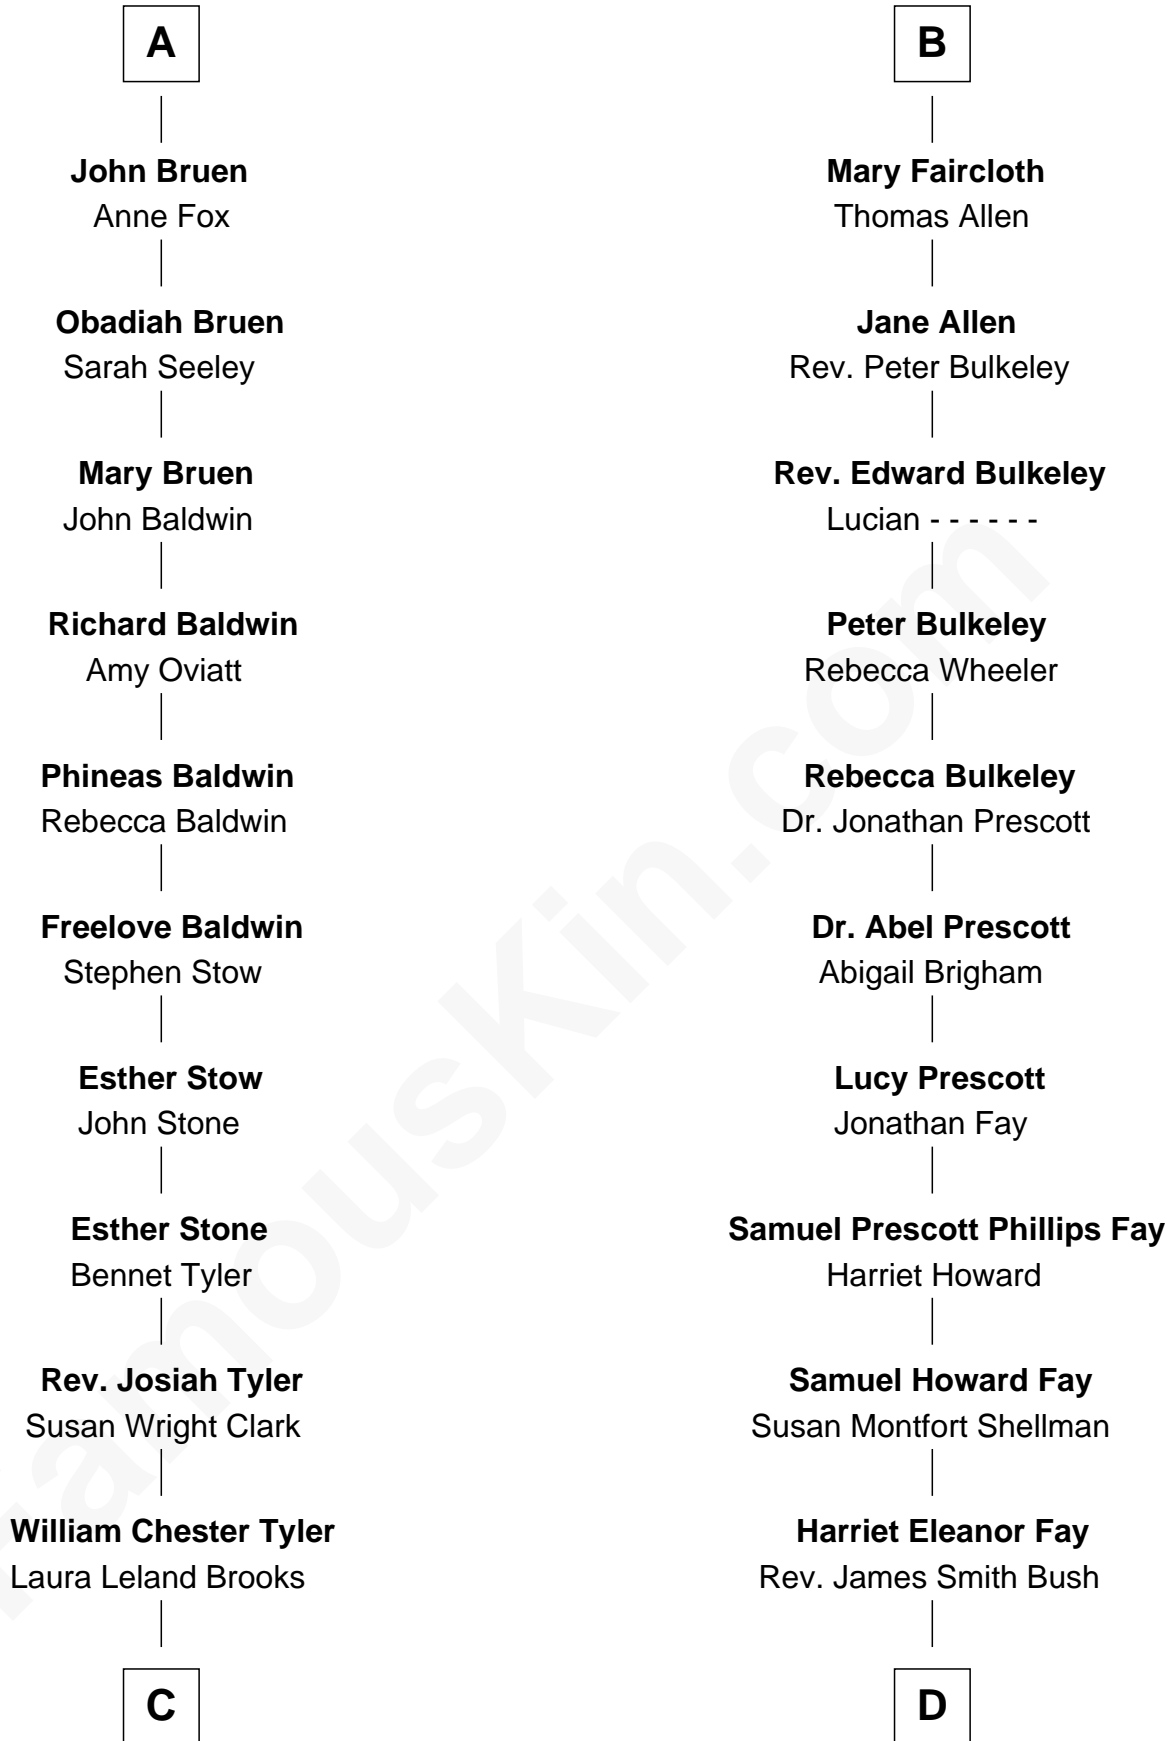 A
John Bruen
Anne Fox
Obadiah Bruen
Sarah Seeley
Mary Bruen
John Baldwin
Richard Baldwin
Amy Oviatt
Phineas Baldwin
Rebecca Baldwin
Freelove Baldwin
Stephen Stow
Esther Stow
John Stone
Esther Stone
Bennet Tyler
Rev. Josiah Tyler
Susan Wright Clark
William Chester Tyler
Laura Leland Brooks
C
B
Mary Faircloth
Thomas Allen
Jane Allen
Rev. Peter Bulkeley
Rev. Edward Bulkeley
Lucian - - - - - -
Peter Bulkeley
Rebecca Wheeler
Rebecca Bulkeley
Dr. Jonathan Prescott
Dr. Abel Prescott
Abigail Brigham
Lucy Prescott
Jonathan Fay
Samuel Prescott Phillips Fay
Harriet Howard
Samuel Howard Fay
Susan Montfort Shellman
Harriet Eleanor Fay
Rev. James Smith Bush
D
FamousKin.com